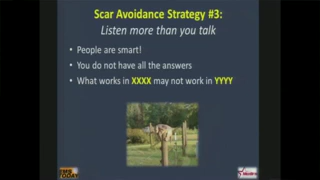 Scar Avoidance Strategy #3:
Listen more than you talk
• People are smart!
• You do not have all the answers
• What works in XXXX may not work in YYYY
TODAY